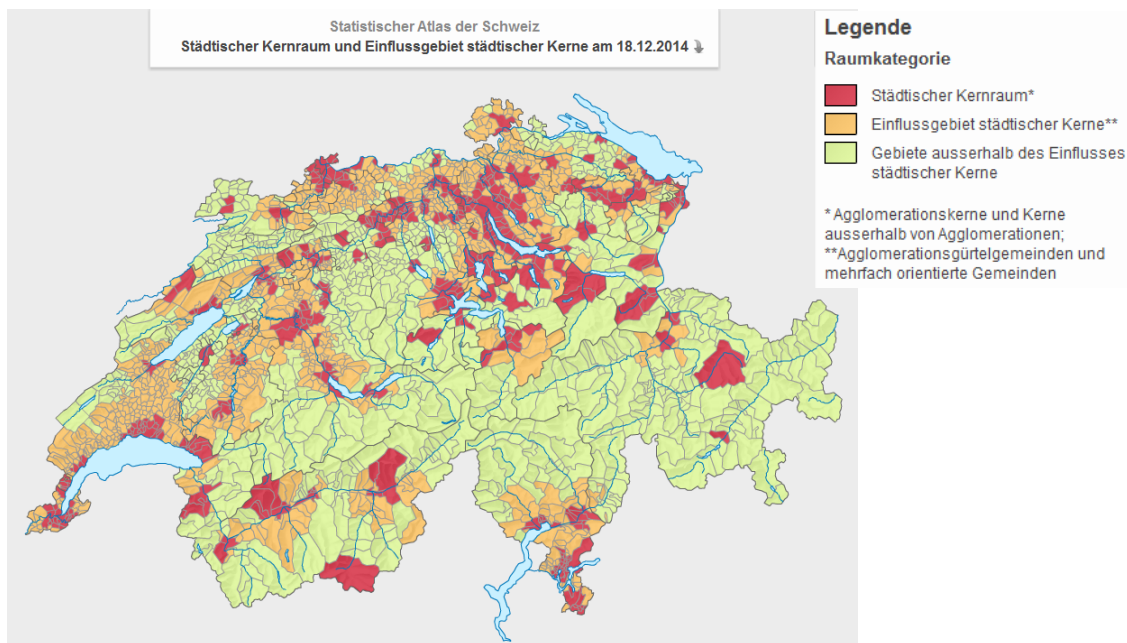 Statistischer Atlas der Schweiz
Städtischer Kernraum und Einflussgebiet städtischer Kerne am 18.12.2014
Legende
Raumkategorie
Städtischer Kernraum*
Einflussgebiet städtischer Kerne**
Gebiete ausserhalb des Einflusses
städtischer Kerne
* Agglomerationskerne und Kerne
ausserhalb von Agglomerationen;
**Agglomerationsgürtelgemeinden und
mehrfach orientierte Gemeinden